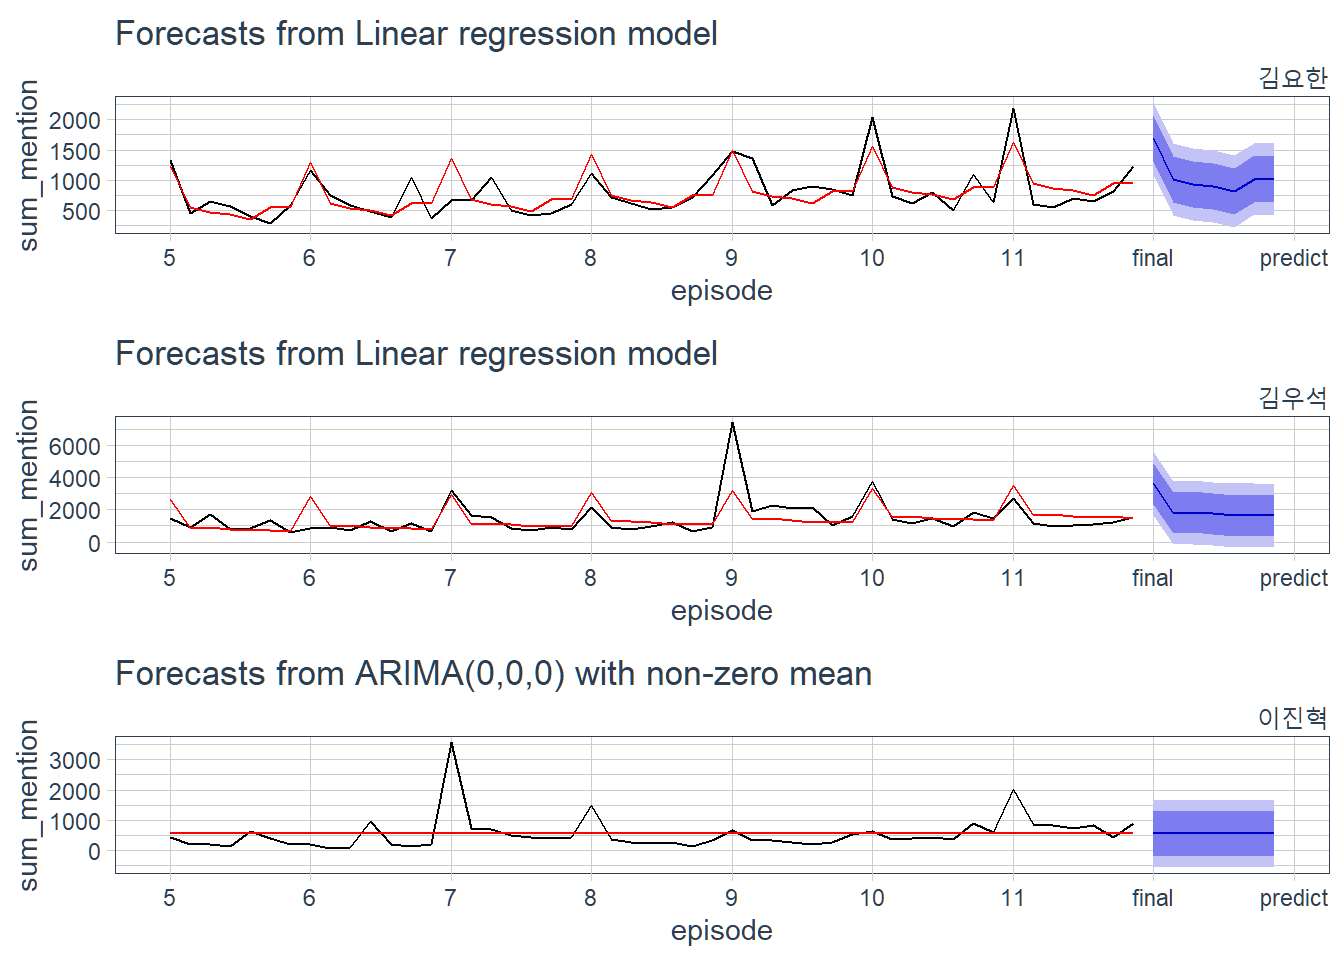 Forecasts from Linear regression model
김요한
sum_mention
2000
1500
1000
500
5 6 7 8 9 10 11 final predict
episode
Forecasts from Linear regression model
김우석
sum_mention
6000
4000
2000
0
5 6 7 8 9 10 11 final predict
episode
Forecasts from ARIMA(0,0,0) with non-zero mean
이진혁
sum_mention
3000
2000
1000
0
5 6 7 8 9 10 11 final predict
episode